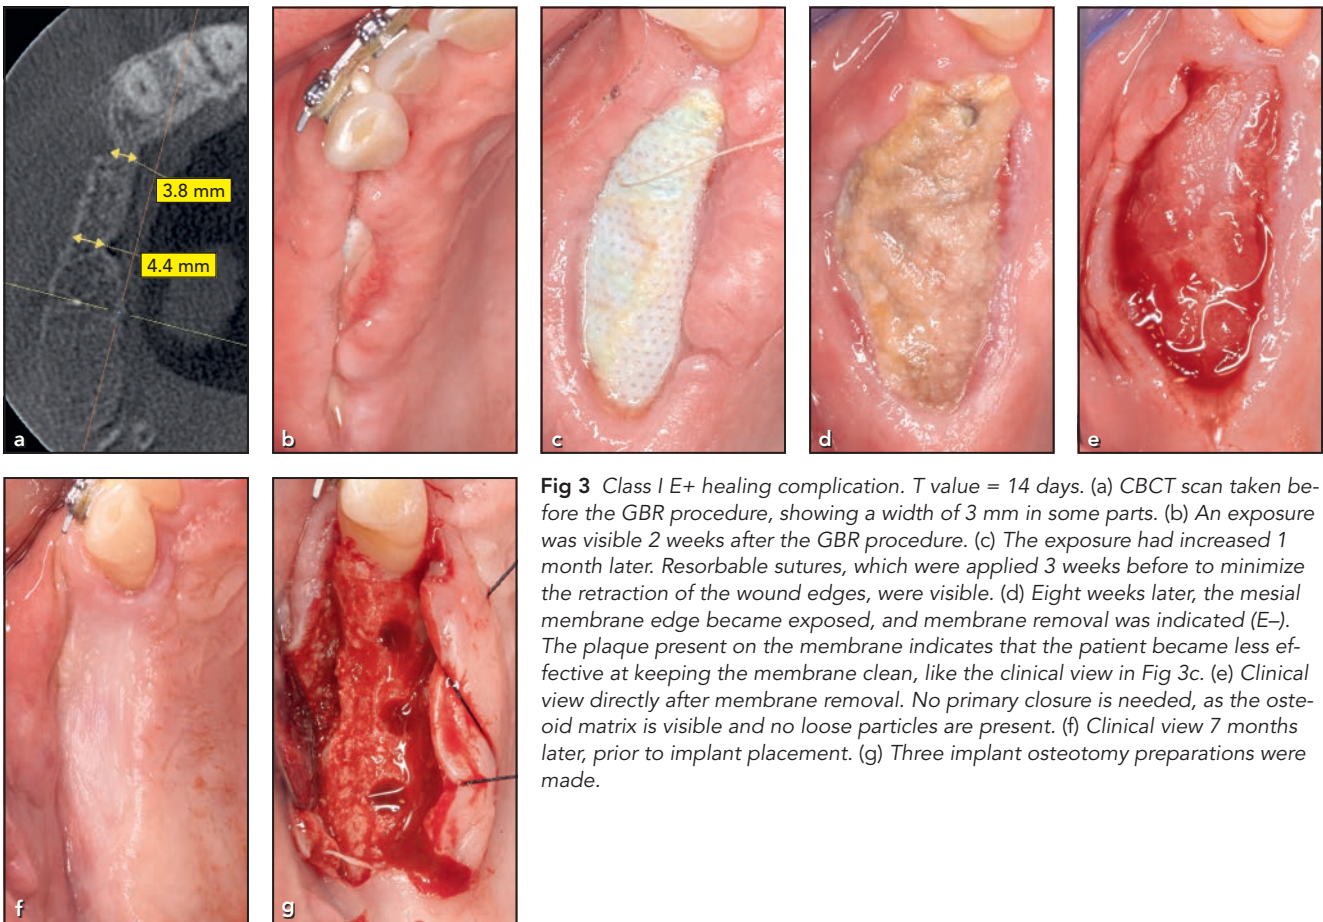 3.8 mm
4.4 mm
a
b
c
d
e
f
g
Fig 3 Class I E+ healing complication. T value = 14 days. (a) CBCT scan taken be-
fore the GBR procedure, showing a width of 3 mm in some parts. (b) An exposure
was visible 2 weeks after the GBR procedure. (c) The exposure had increased 1
month later. Resorbable sutures, which were applied 3 weeks before to minimize
the retraction of the wound edges, were visible. (d) Eight weeks later, the mesial
membrane edge became exposed, and membrane removal was indicated (E–).
The plaque present on the membrane indicates that the patient became less ef-
fective at keeping the membrane clean, like the clinical view in Fig 3c. (e) Clinical
view directly after membrane removal. No primary closure is needed, as the oste-
oid matrix is visible and no loose particles are present. (f) Clinical view 7 months
later, prior to implant placement. (g) Three implant osteotomy preparations were
made.